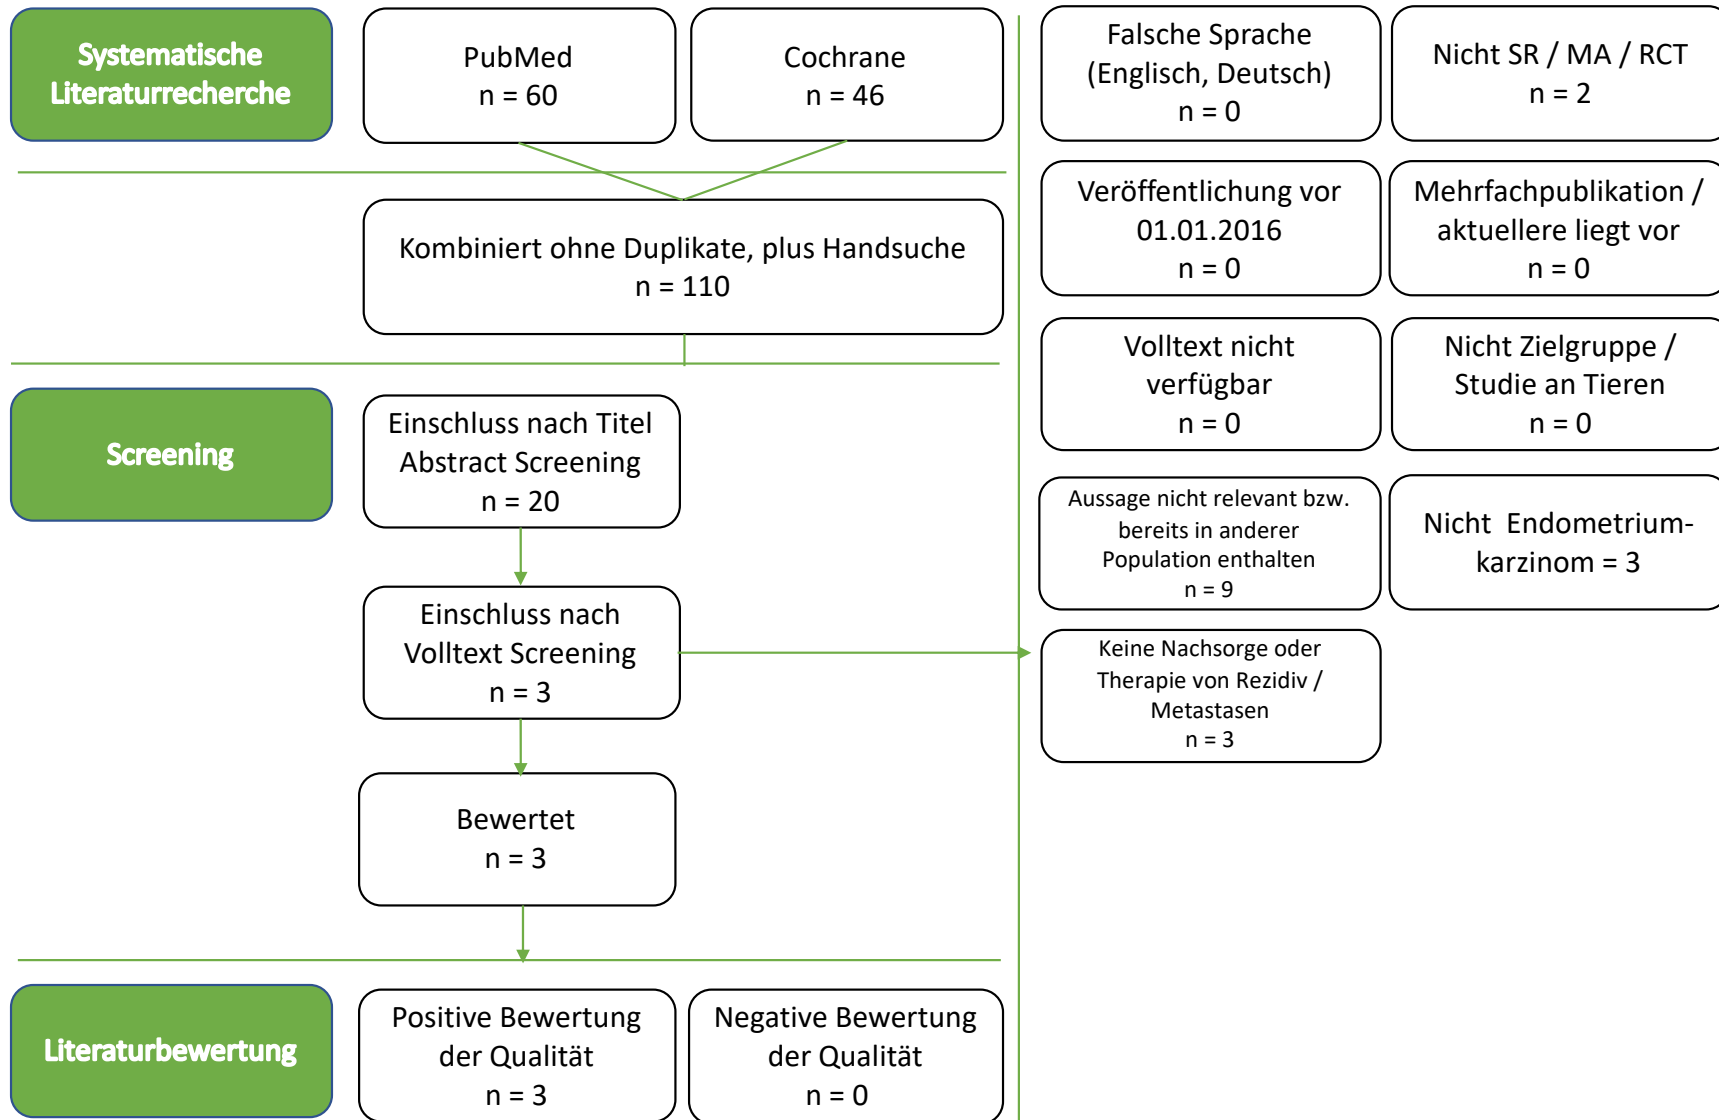 Systematische
Literaturrecherche
PubMed
n = 60
Cochrane
n = 46
Kombiniert ohne Duplikate, plus Handsuche
n = 110
Screening
Einschluss nach Titel
Abstract Screening
n = 20
Einschluss nach
Volltext Screening
n = 3
Bewertet
n = 3
Literaturbewertung
Positive Bewertung
der Qualität
n = 3
Negative Bewertung
der Qualität
n = 0
Falsche Sprache
(Englisch, Deutsch)
n = 0
Nicht SR / MA / RCT
n = 2
Veröffentlichung vor
01.01.2016
n = 0
Mehrfachpublikation /
aktuellere liegt vor
n = 0
Volltext nicht
verfügbar
n = 0
Nicht Zielgruppe /
Studie an Tieren
n = 0
Aussage nicht relevant bzw.
bereits in anderer
Population enthalten
n = 9
Nicht Endometrium-
karzinom = 3
Keine Nachsorge oder
Therapie von Rezidiv /
Metastasen
n = 3